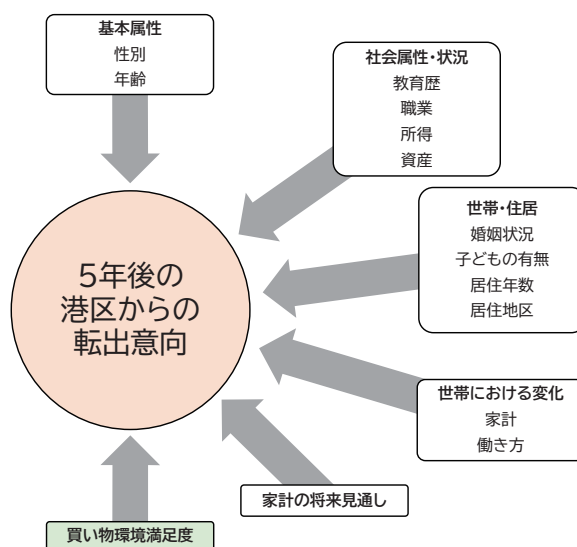 基本属性
性別
年齢
社会属性・状況
教育歴
職業
所得
資産
世帯・住居
婚姻状況
子どもの有無
居住年数
居住地区
5年後の
港区からの
転出意向
世帯における変化
家計
働き方
家計の将来見通し
買い物環境満足度